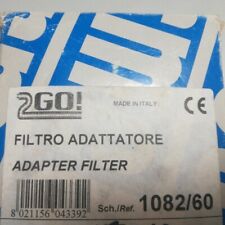 2GO!
MADE IN ITALY
CE
FILTRO ADATTATORE
ADAPTER FILTER
Sch./Ref. 1082/60
8 021156 043392